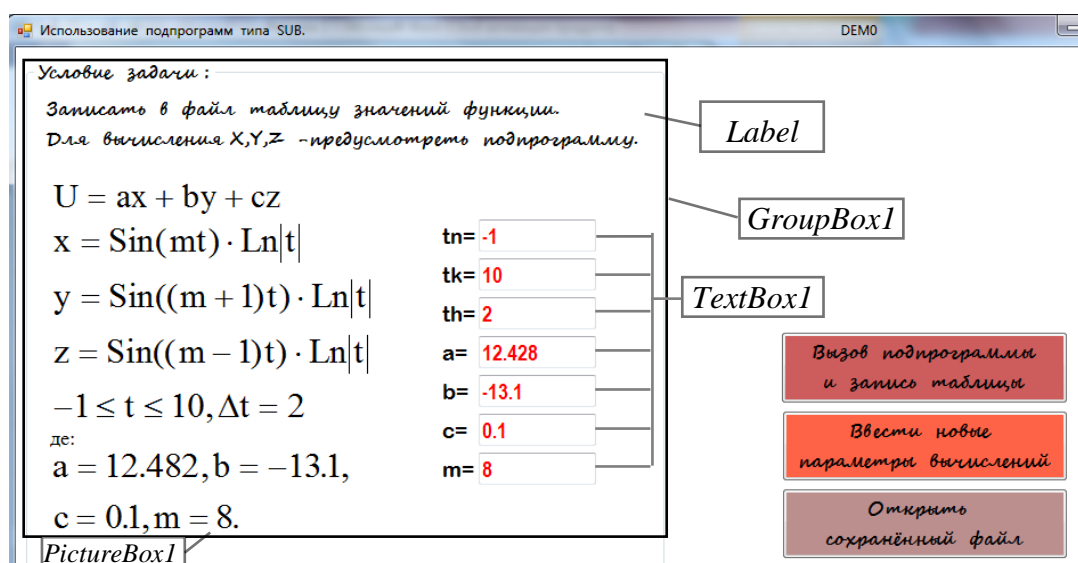 Использование подпрограмм типа SUB.
DEMO
Условие задачи :
Записать в файл таблицу значений функции.
Для вычисления X,Y,Z -предусмотреть подпрограмму.
Label
U = ax + by + cz
GroupBox1
x = Sin(mt) · Ln|t|
tn= -1
tk= 10
y = Sin((m + 1)t) · Ln|t|
TextBox1
th= 2
z = Sin((m − 1)t) · Ln|t|
a= 12.428
Вызов подпрограммы
и запись таблицы
b= -13.1
−1 ≤ t ≤ 10, Δt = 2
c= 0.1
Ввести новые
параметры вычислений
де:
a = 12.482, b = −13.1,
m= 8
c = 0.1, m = 8.
Открыть
сохранённый файл
PictureBox1